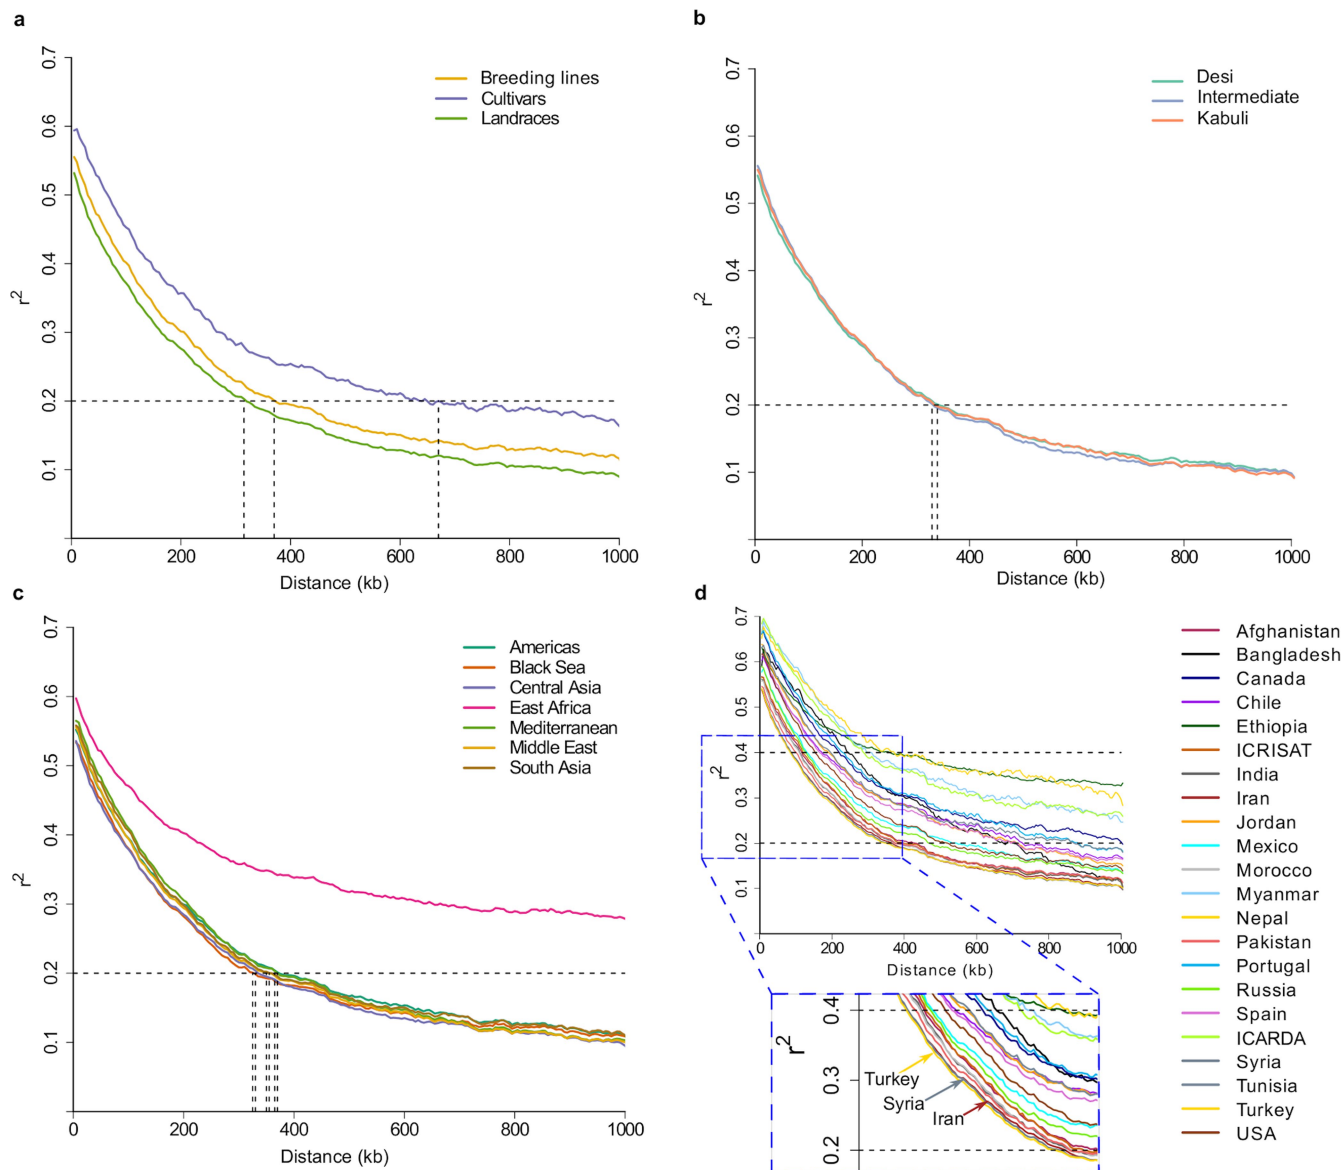 a
0.7
0.6
0.5
0.4
0.3
0.2
0.1
r2
0 200 400 600 800 1000
Distance (kb)
Breeding lines
Cultivars
Landraces
b
0.7
0.6
0.5
0.4
0.3
0.2
0.1
r2
0 200 400 600 800 1000
Distance (kb)
Desi
Intermediate
Kabuli
c
0.7
0.6
0.5
0.4
0.3
0.2
0.1
r2
0 200 400 600 800 1000
Distance (kb)
Americas
Black Sea
Central Asia
East Africa
Mediterranean
Middle East
South Asia
d
0.7
0.6
0.5
0.4
0.3
0.2
0.1
r2
0 200 400 600 800 1000
Distance (kb)
0.4
0.3
0.2
r2
Turkey
Syria
Iran
Afghanistan
Bangladesh
Canada
Chile
Ethiopia
ICRISAT
India
Iran
Jordan
Mexico
Morocco
Myanmar
Nepal
Pakistan
Portugal
Russia
Spain
ICARDA
Syria
Tunisia
Turkey
USA